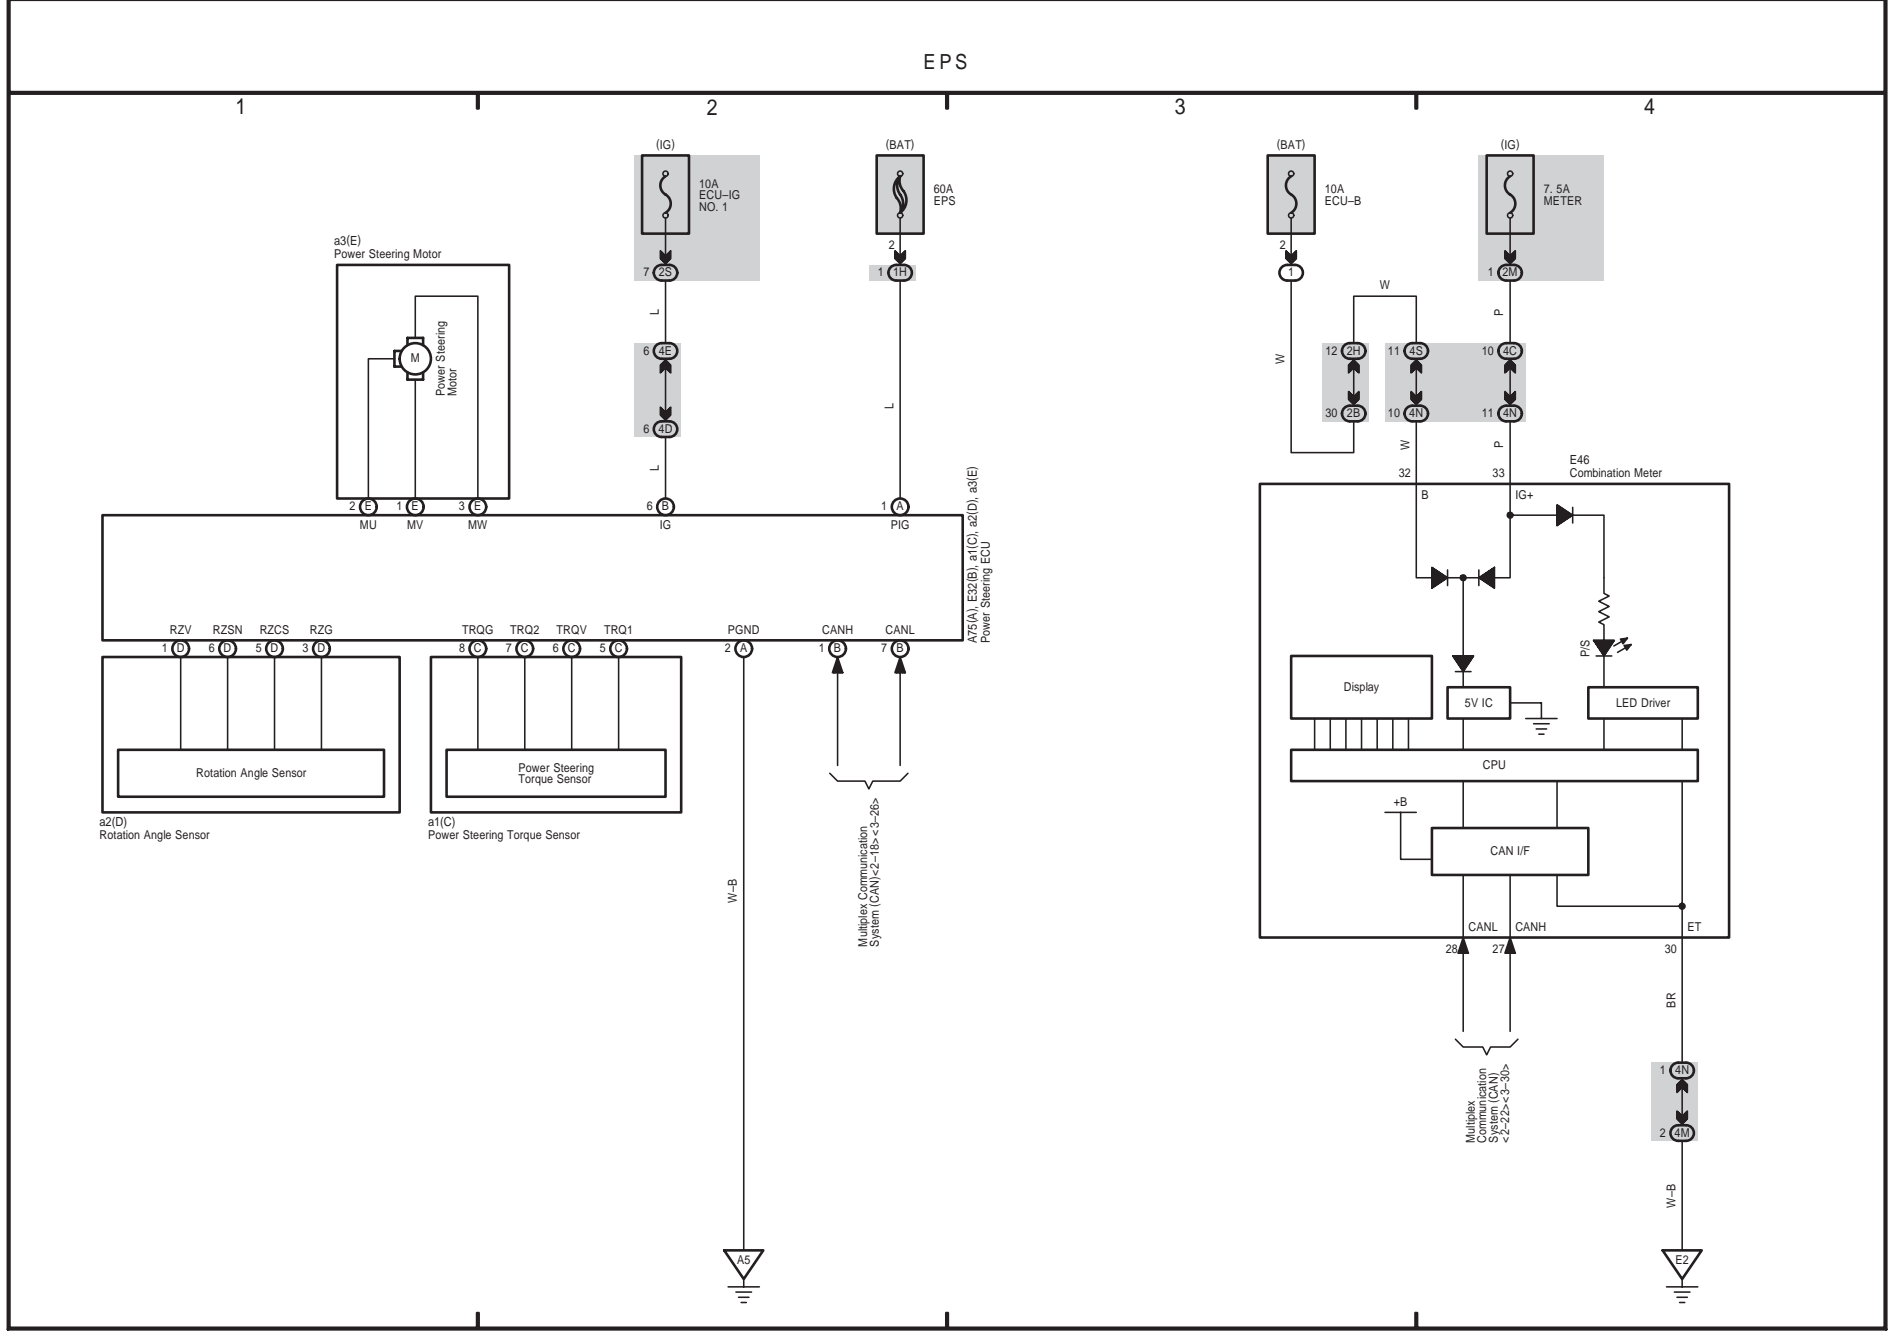 EPS
1
2
3
4
(IG)
10A
ECU–IG
NO. 1
7 2S
L
6 4E
6 4D
L
6 B
IG
(BAT)
60A
EPS
2
1 1H
L
1 A
PIG
a3(E)
Power Steering Motor
M
Power Steering
Motor
2 E
1 E
3 E
MU
MV
MW
A75(A), E32(B), a1(C), a2(D), a3(E)
Power Steering ECU
RZV
RZSN
RZCS
RZG
TRQG
TRQ2
TRQV
TRQ1
PGND
CANH
CANL
1 D
6 D
5 D
3 D
8 C
7 C
6 C
5 C
2 A
1 B
7 B
Rotation Angle Sensor
a2(D)
Rotation Angle Sensor
Power Steering
Torque Sensor
a1(C)
Power Steering Torque Sensor
W–B
A5
Multiplex Communication
System (CAN)<2–18><3–26>
(BAT)
10A
ECU–B
2
1
W
12 2H
30 2B
W
11 4S
10 4N
W
(IG)
7. 5A
METER
1 2M
P
10 4C
11 4N
P
E46
Combination Meter
32
33
B
IG+
P/S
Display
5V IC
LED Driver
CPU
+B
CAN I/F
CANL
CANH
ET
28
27
30
Multiplex
Communication
System (CAN)
<2–22><3–30>
BR
1 4N
2 4M
W–B
E2